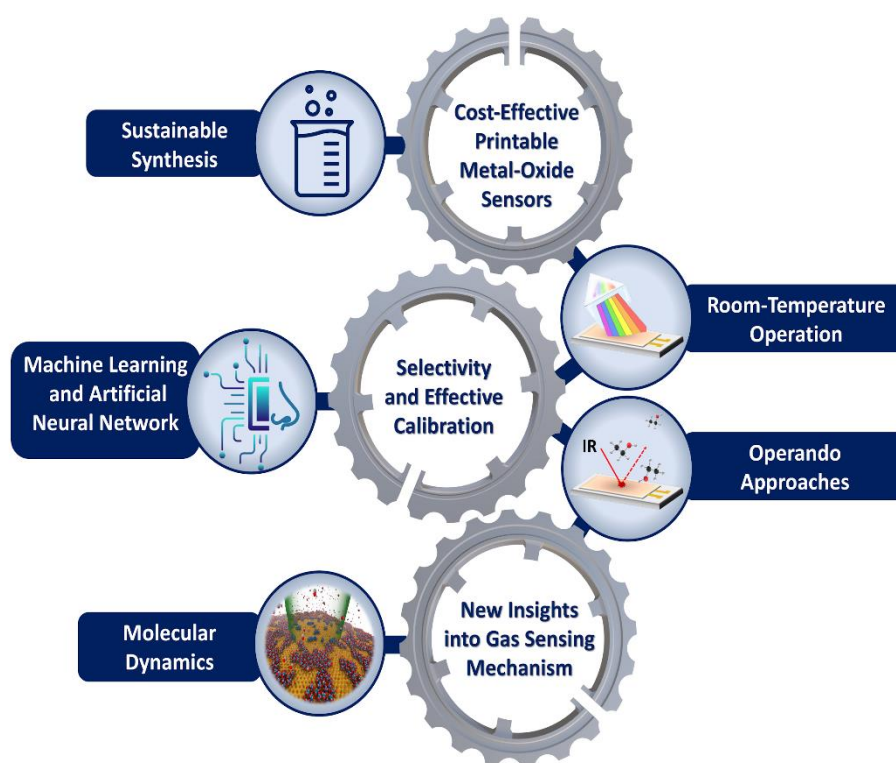 Sustainable
Synthesis
Cost-Effective
Printable
Metal-Oxide
Sensors
Room-Temperature
Operation
Machine Learning
and Artificial
Neural Network
Selectivity
and Effective
Calibration
IR
Operando
Approaches
Molecular
Dynamics
New Insights
into Gas Sensing
Mechanism